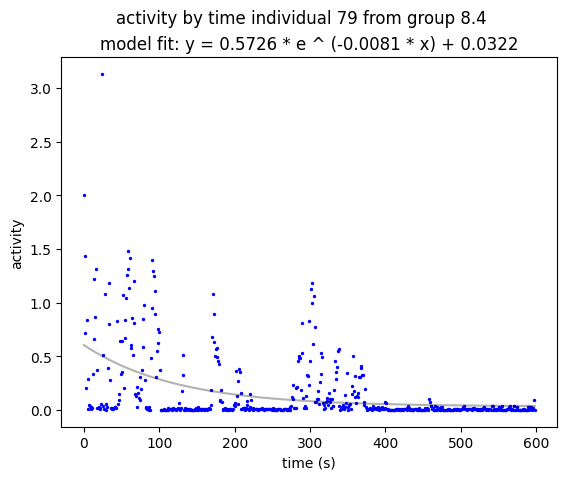 activity by time individual 79 from group 8.4
model fit: y = 0.5726 * e ^ (-0.0081 * x) + 0.0322
3.0
2.5
2.0
1.5
1.0
0.5
0.0
activity
0 100 200 300 400 500 600
time (s)